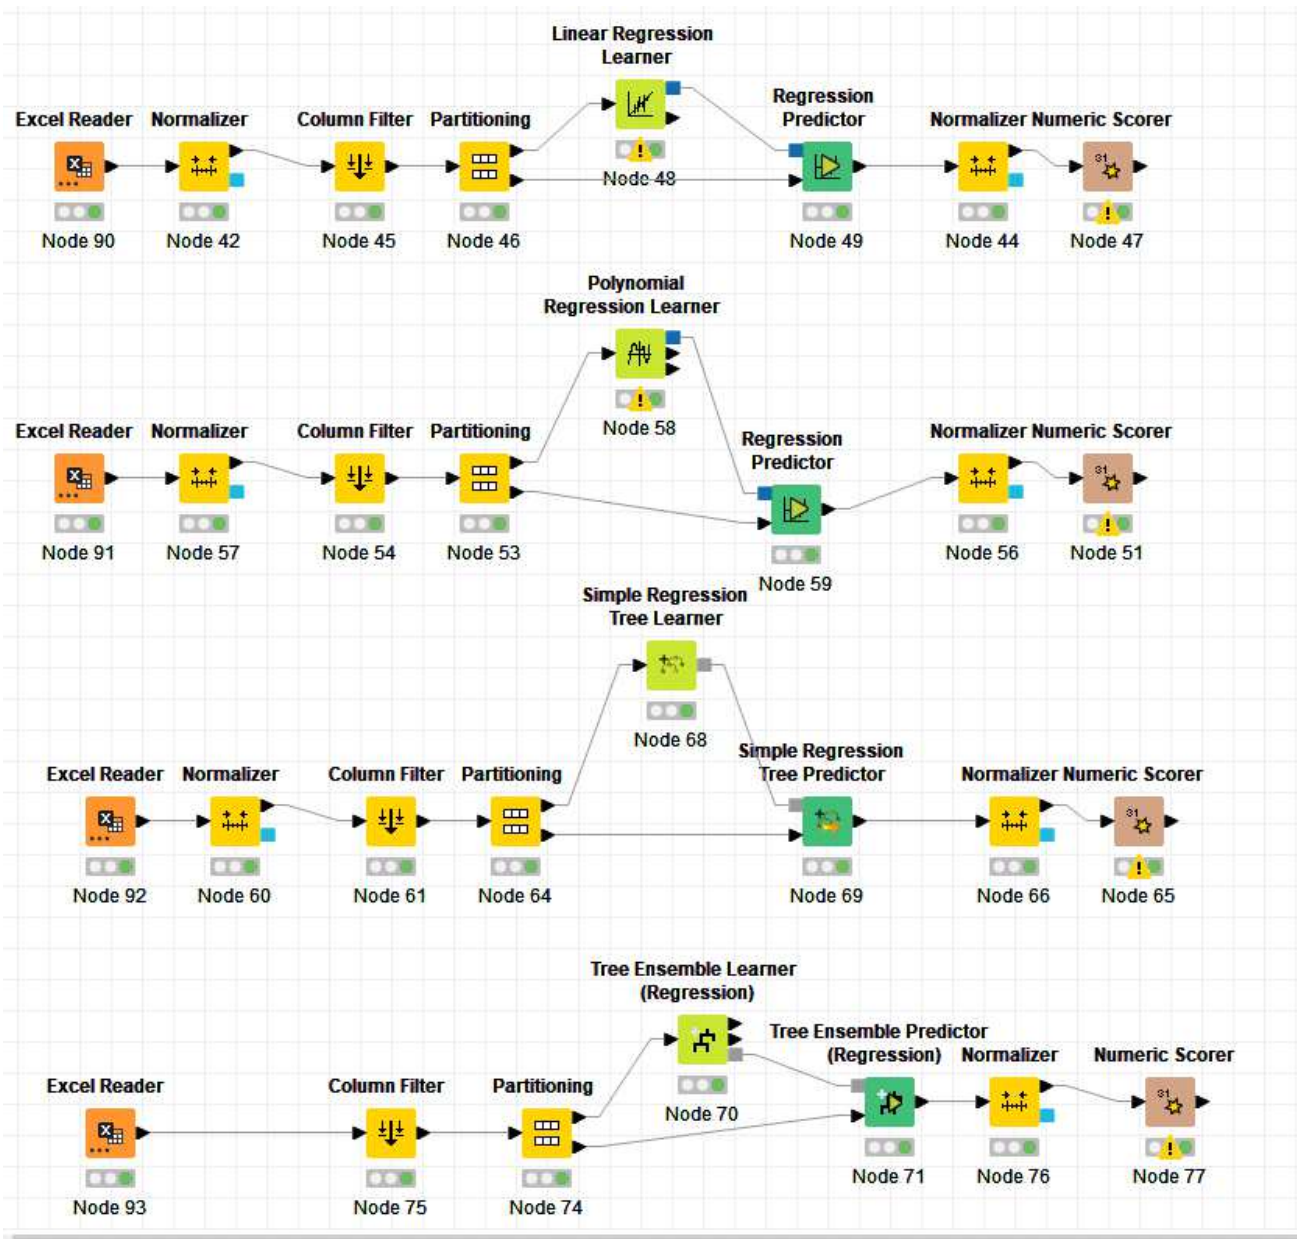 Linear Regression
Learner
Regression
Predictor
Excel Reader Normalizer Column Filter Partitioning Normalizer Numeric Scorer
Node 48
Node 90 Node 42 Node 45 Node 46 Node 49 Node 44 Node 47
Polynomial
Regression Learner
Excel Reader Normalizer Column Filter Partitioning Normalizer Numeric Scorer
Node 58
Regression
Predictor
Node 91 Node 57 Node 54 Node 53 Node 56 Node 51
Node 59
Simple Regression
Tree Learner
Node 68
Simple Regression
Tree Predictor
Excel Reader Normalizer Column Filter Partitioning Normalizer Numeric Scorer
Node 92 Node 60 Node 61 Node 64 Node 69 Node 66 Node 65
Tree Ensemble Learner
(Regression)
Tree Ensemble Predictor
(Regression) Normalizer Numeric Scorer
Excel Reader Column Filter Partitioning
Node 70
Node 71 Node 76 Node 77
Node 93 Node 75 Node 74